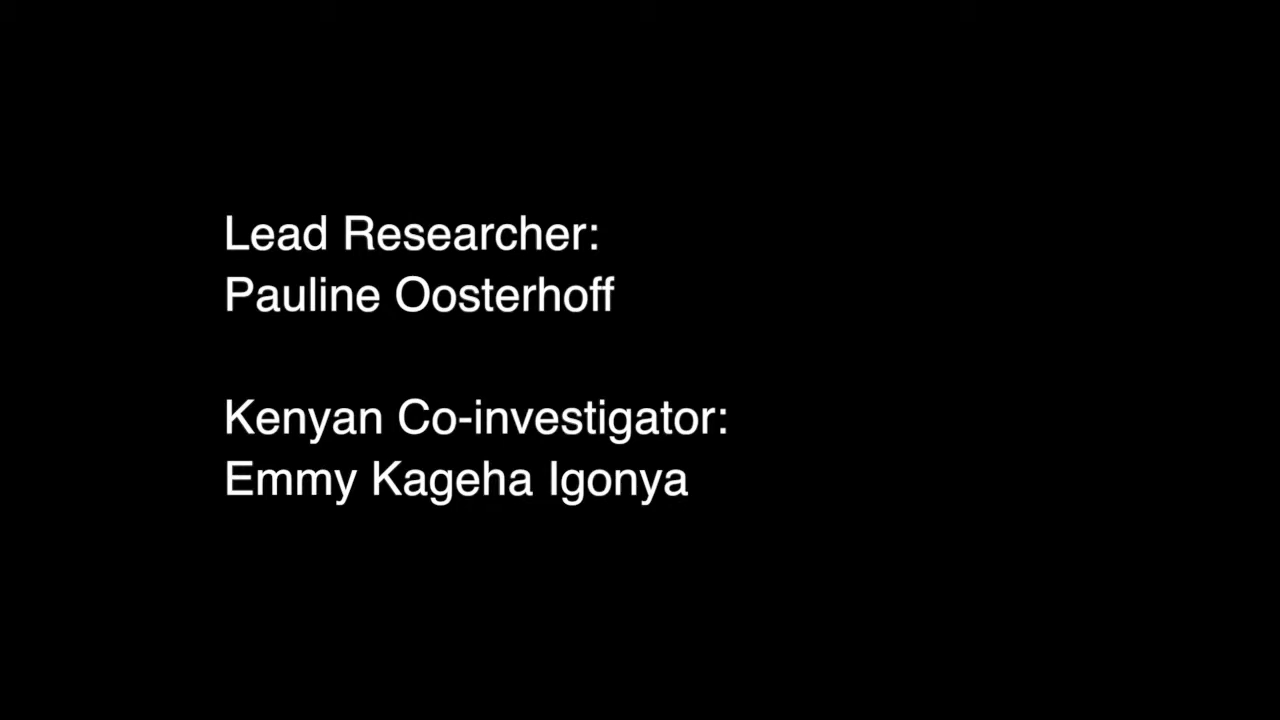 Lead Researcher:
Pauline Oosterhoff
Kenyan Co-investigator:
Emmy Kageha Igonya